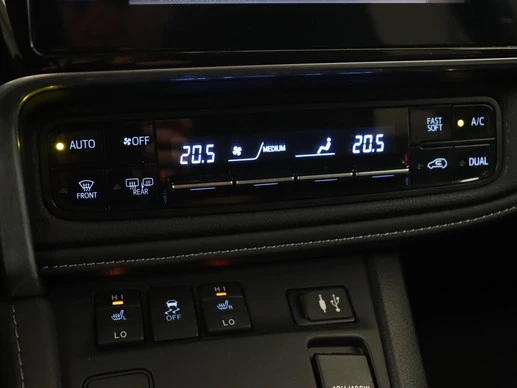 AUTO
OFF
20.5
MEDIUM
20.5
FAST
SOFT
A/C
FRONT
REAR
DUAL
HI
L
LO
OFF
HI
R
LO